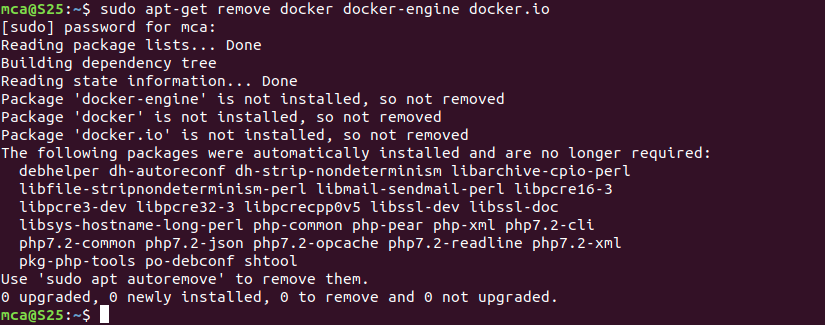 mca@S25:~$ sudo apt-get remove docker docker-engine docker.io
[sudo] password for mca:
Reading package lists... Done
Building dependency tree
Reading state information... Done
Package 'docker-engine' is not installed, so not removed
Package 'docker' is not installed, so not removed
Package 'docker.io' is not installed, so not removed
The following packages were automatically installed and are no longer required:
  debhelper dh-autoreconf dh-strip-nondeterminism libarchive-cpio-perl
  libfile-stripnondeterminism-perl libmail-sendmail-perl libpcre16-3
  libpcre3-dev libpcre32-3 libpcrecpp0v5 libssl-dev libssl-doc
  libsys-hostname-long-perl php-common php-pear php-xml php7.2-cli
  php7.2-common php7.2-json php7.2-opcache php7.2-readline php7.2-xml
  pkg-php-tools po-debconf shtool
Use 'sudo apt autoremove' to remove them.
0 upgraded, 0 newly installed, 0 to remove and 0 not upgraded.
mca@S25:~$